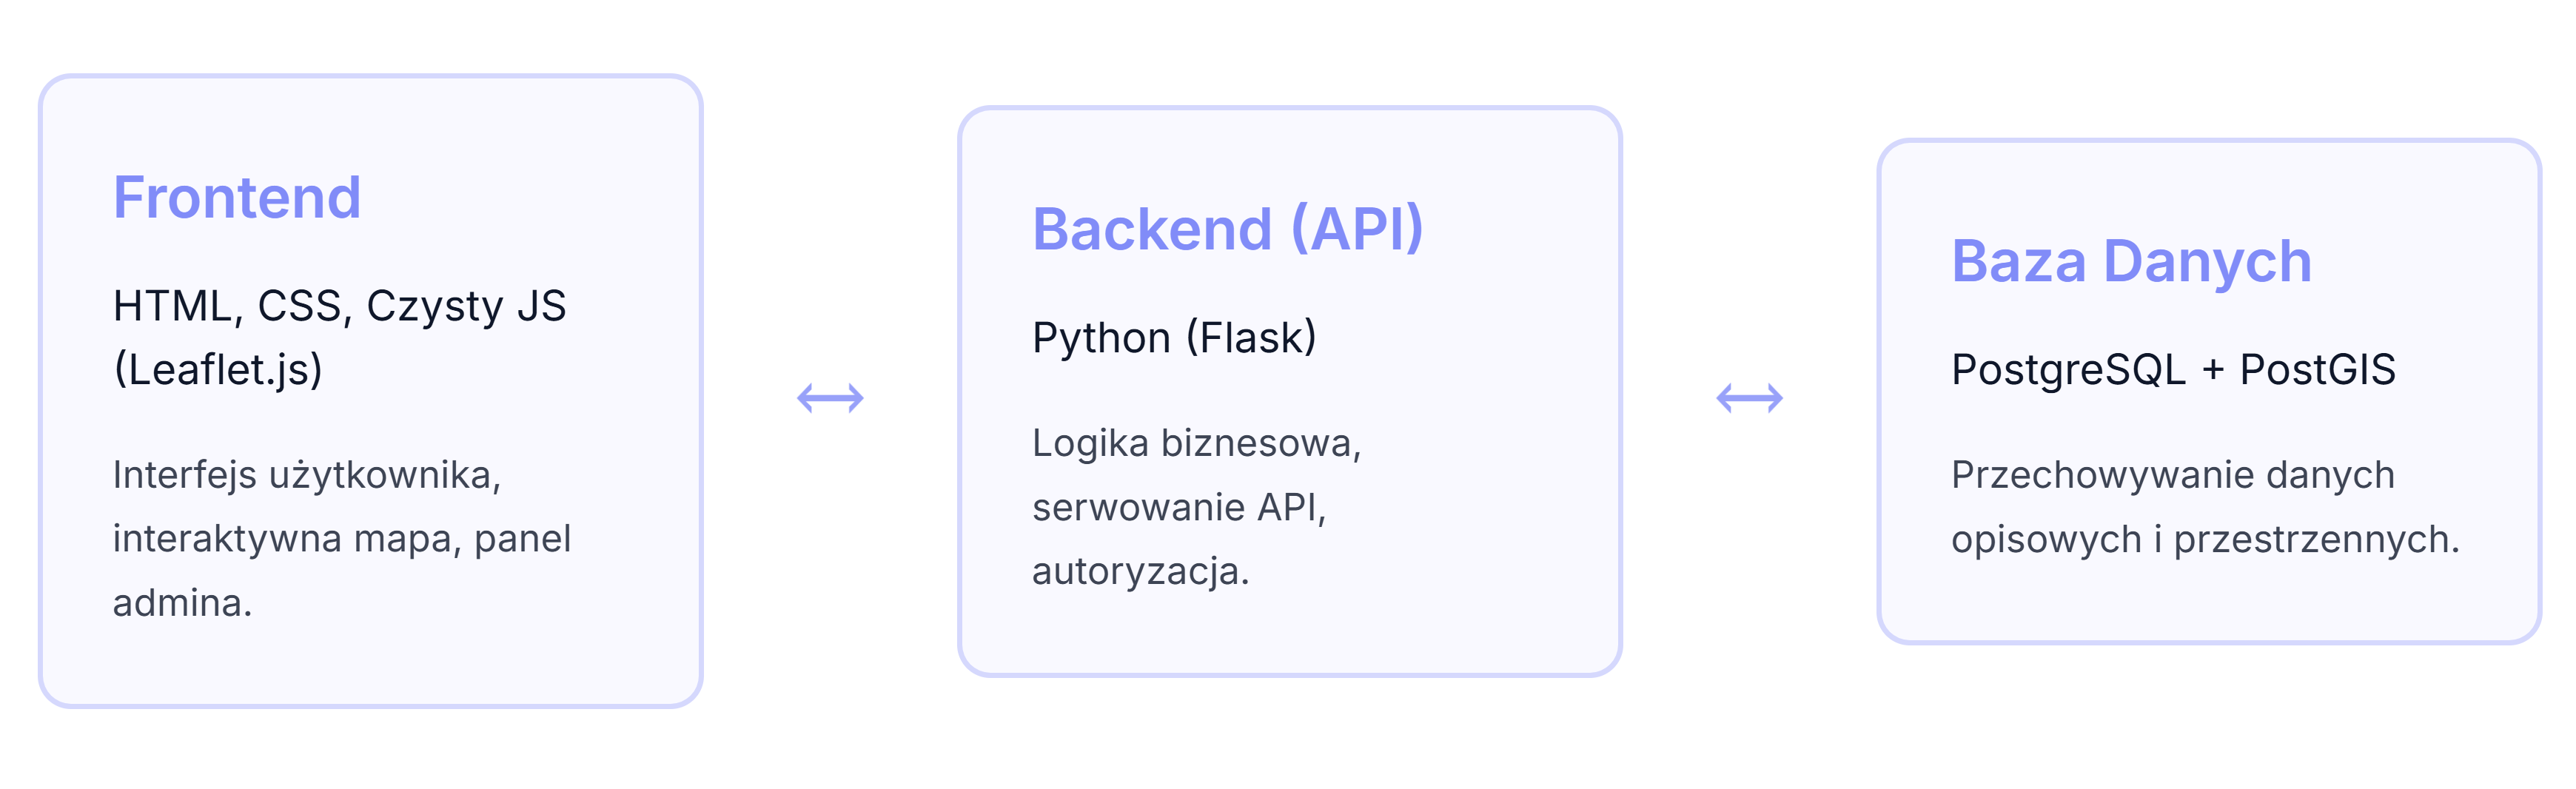 Frontend
HTML, CSS, Czysty JS
(Leaflet.js)
Interfejs użytkownika,
interaktywna mapa, panel
admina.
Backend (API)
Python (Flask)
Logika biznesowa,
serwowanie API,
autoryzacja.
Baza Danych
PostgreSQL + PostGIS
Przechowywanie danych
opisowych i przestrzennych.